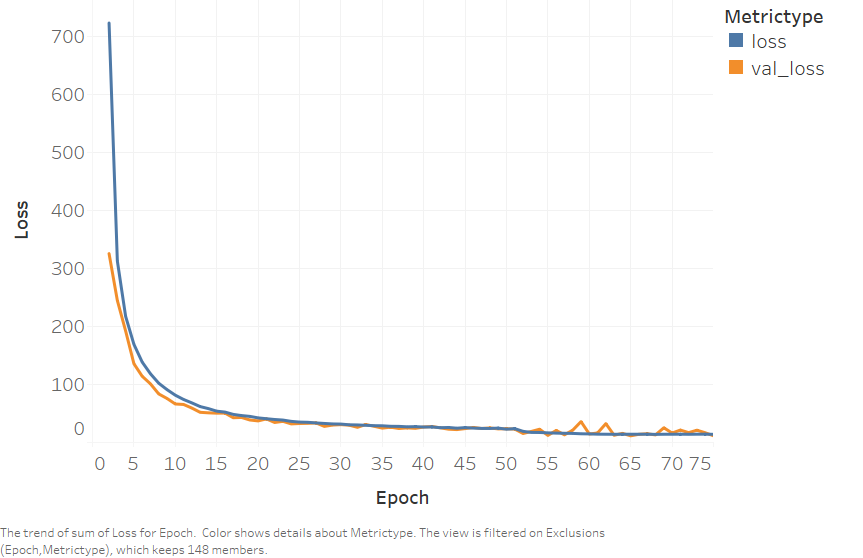 Metrictype
loss
val_loss
700
600
500
400
300
200
100
0
Loss
0 5 10 15 20 25 30 35 40 45 50 55 60 65 70 75
Epoch
The trend of sum of Loss for Epoch. Color shows details about Metrictype. The view is filtered on Exclusions
(Epoch,Metrictype), which keeps 148 members.